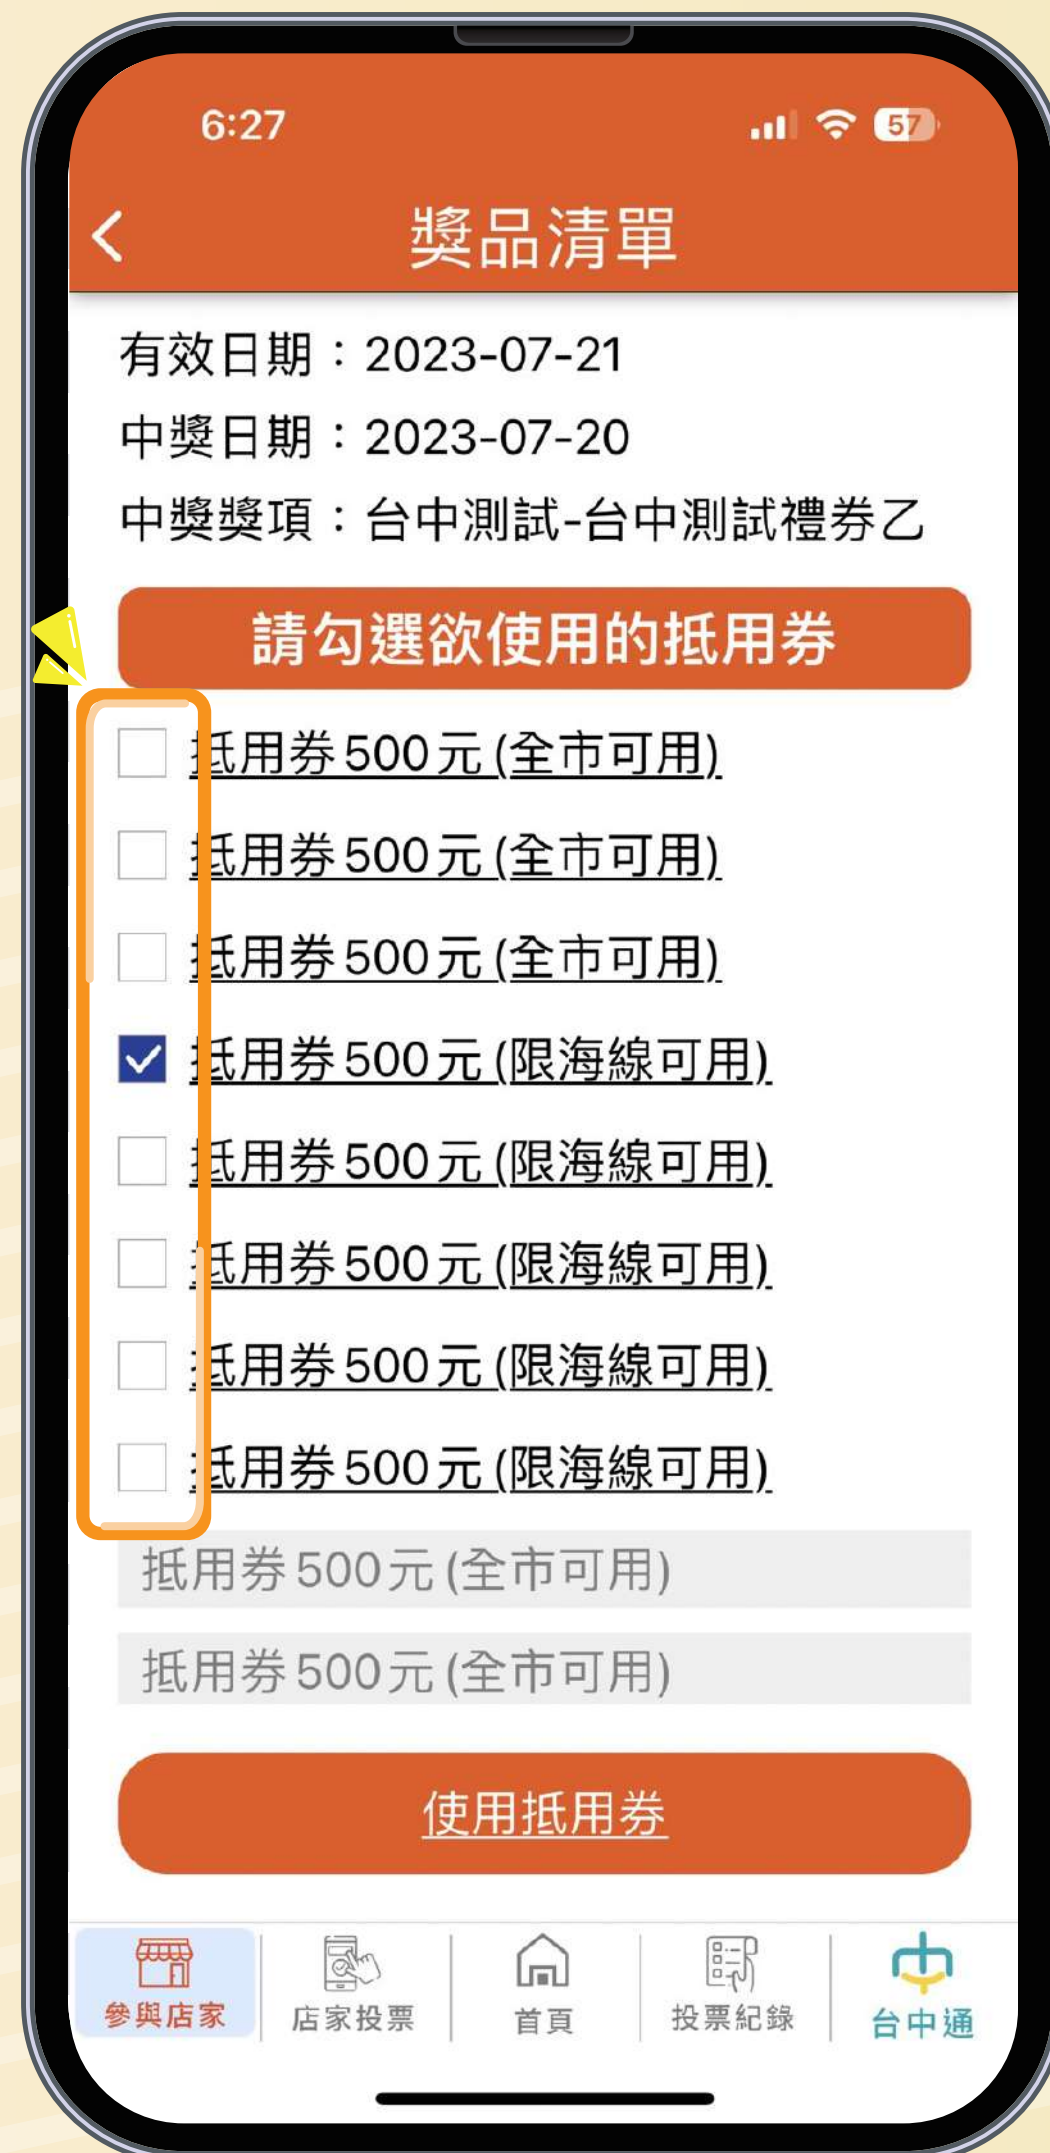 6:27
57
獎品清單
有效日期：2023-07-21
中獎日期：2023-07-20
中獎獎項：台中測試-台中測試禮券乙
請勾選欲使用的抵用券
抵用券500元(全市可用)
抵用券500元(全市可用)
抵用券500元(全市可用)
抵用券500元(限海線可用)
抵用券500元(限海線可用)
抵用券500元(限海線可用)
抵用券500元(限海線可用)
抵用券500元(限海線可用)
抵用券500元(全市可用)
抵用券500元(全市可用)
使用抵用券
參與店家 店家投票 首頁 投票紀錄 台中通